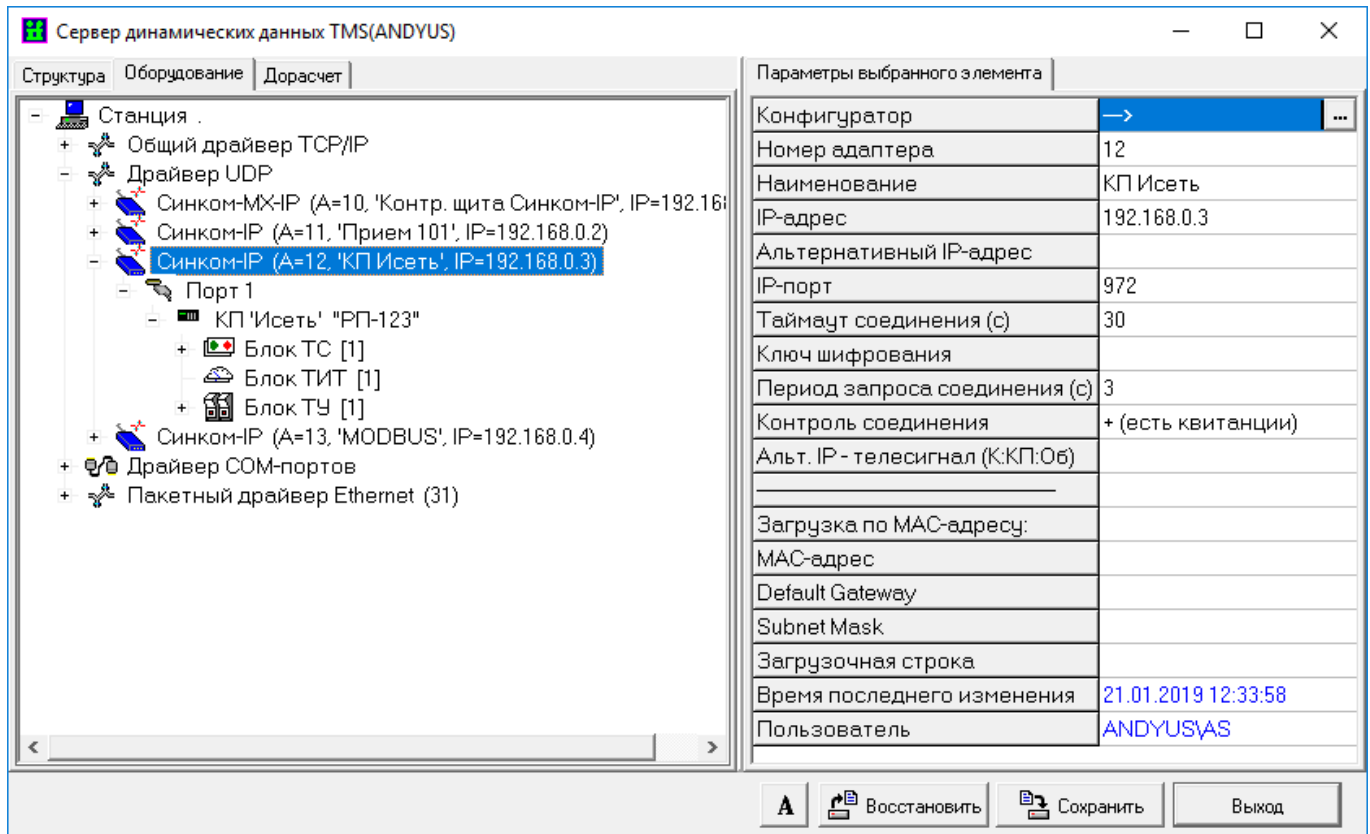 Сервер динамических данных TMS(ANDYUS)
Структура Оборудование Дорасчет
Станция .
Общий драйвер TCP/IP
Драйвер UDP
Синком-MX-IP (A=10, 'Контр. щита Синком-IP', IP=192.16
Синком-IP (A=11, 'Прием 101', IP=192.168.0.2)
Синком-IP (A=12, 'КП Исеть', IP=192.168.0.3)
Порт 1
КП 'Исеть' "РП-123"
Блок ТС [1]
Блок ТИТ [1]
Блок ТУ [1]
Синком-IP (A=13, 'MODBUS', IP=192.168.0.4)
Драйвер COM-портов
Пакетный драйвер Ethernet (31)
Параметры выбранного элемента
Конфигуратор —> ...
Номер адаптера 12
Наименование КП Исеть
IP-адрес 192.168.0.3
Альтернативный IP-адрес
IP-порт 972
Таймаут соединения (с) 30
Ключ шифрования
Период запроса соединения (с) 3
Контроль соединения + (есть квитанции)
Альт. IP - телесигнал (К:КП:Об)
Загрузка по MAC-адресу:
MAC-адрес
Default Gateway
Subnet Mask
Загрузочная строка
Время последнего изменения 21.01.2019 12:33:58
Пользователь ANDYUS\AS
A Восстановить Сохранить Выход